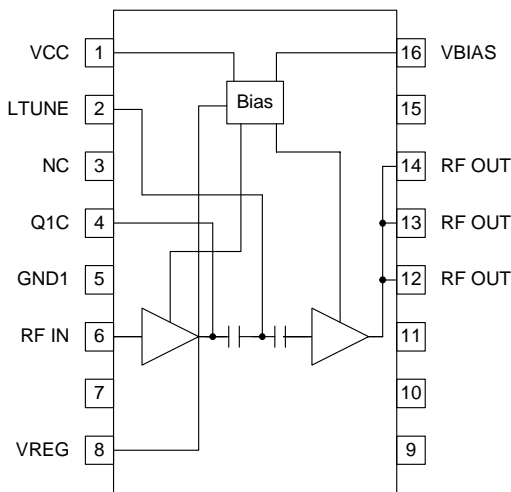 VCC 1
LTUNE 2
NC 3
Q1C 4
GND1 5
RF IN 6
7
VREG 8
Bias
16 VBIAS
15
14 RF OUT
13 RF OUT
12 RF OUT
11
10
9